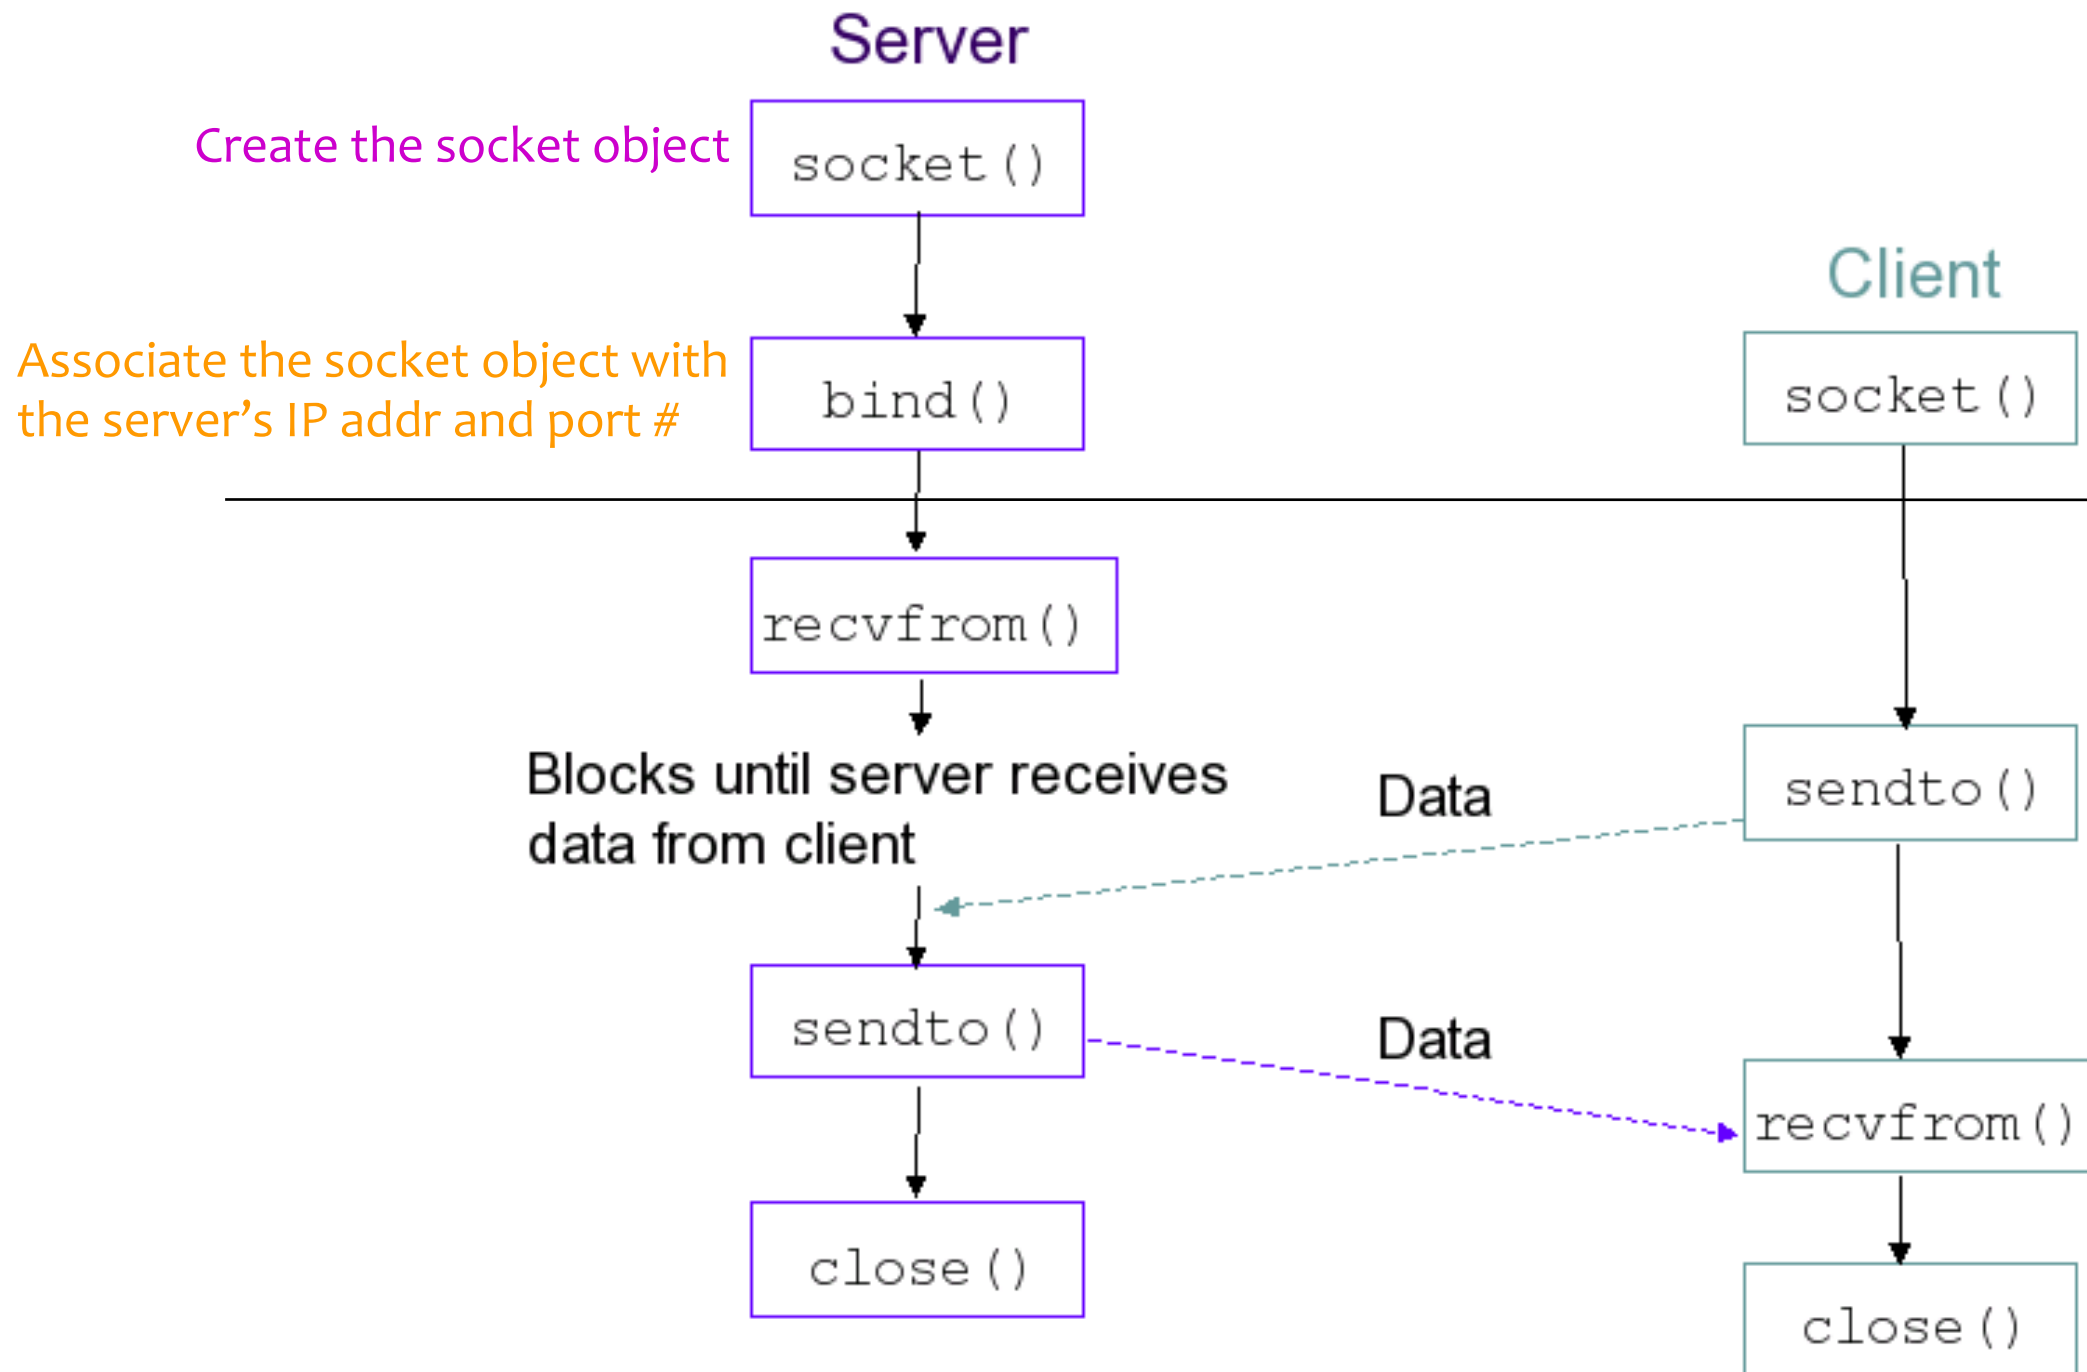 Server
Create the socket object
socket()
Client
Associate the socket object with
the server’s IP addr and port #
bind()
socket()
recvfrom()
Blocks until server receives
data from client
Data
sendto()
sendto()
Data
recvfrom()
close()
close()